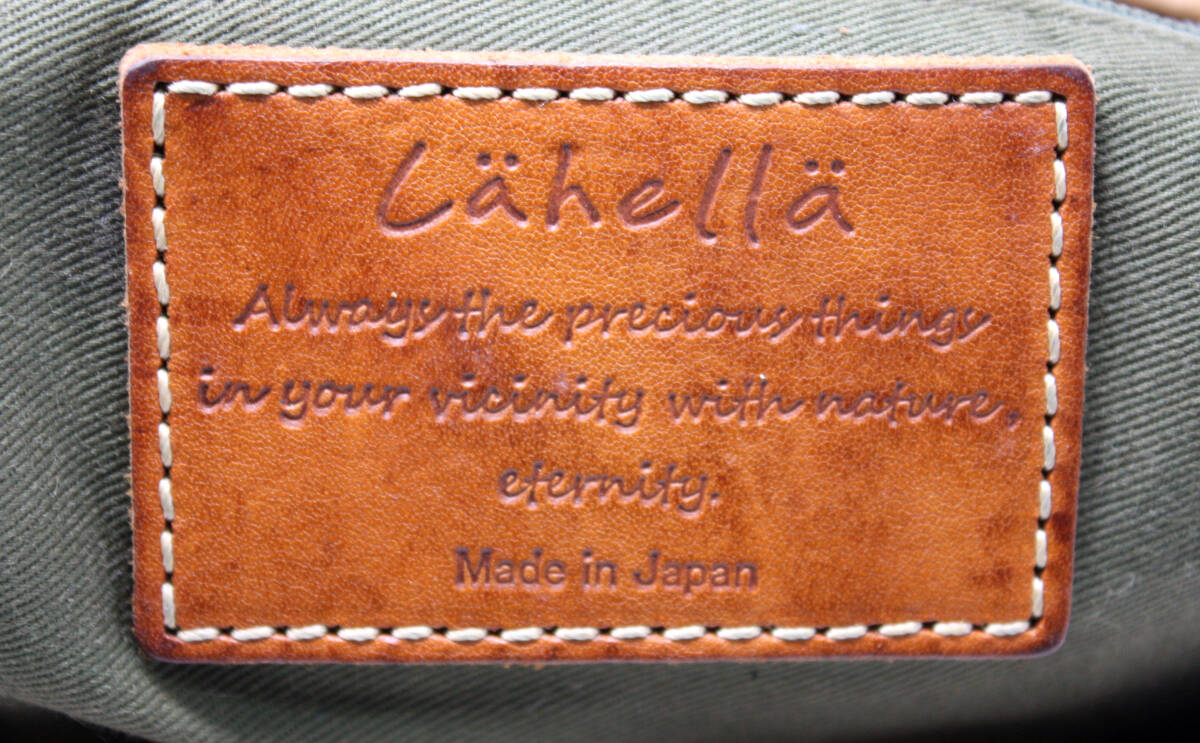 Lähellä
Always the precious things
in your vicinity with nature,
eternity.
Made in Japan